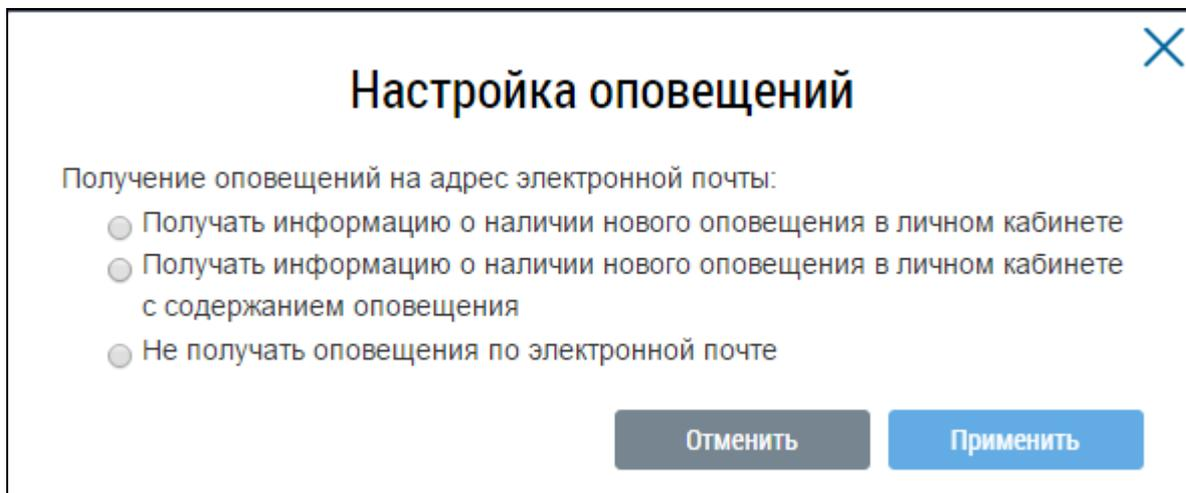 Настройка оповещений
Получение оповещений на адрес электронной почты:
Получать информацию о наличии нового оповещения в личном кабинете
Получать информацию о наличии нового оповещения в личном кабинете
с содержанием оповещения
Не получать оповещения по электронной почте
Отменить Применить